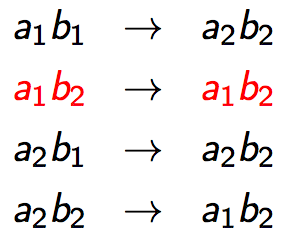 a₁b₁ → a₂b₂
a₁b₂ → a₁b₂
a₂b₁ → a₂b₂
a₂b₂ → a₁b₂